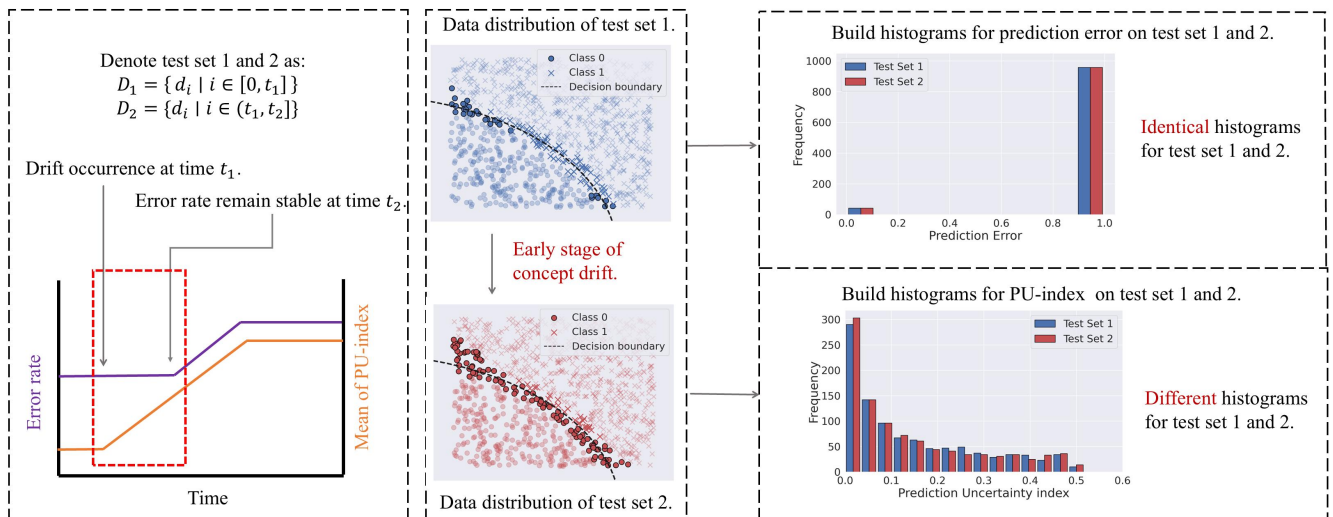 Denote test set 1 and 2 as:
𝐷₁ = { 𝑑ᵢ ∣ 𝑖 ∈ [0, 𝑡₁] }
𝐷₂ = {𝑑ᵢ ∣ 𝑖 ∈ (𝑡₁, 𝑡₂]}
Drift occurrence at time 𝑡₁.
Error rate remain stable at time 𝑡₂.
Error rate
Mean of PU-index
Time
Data distribution of test set 1.
Class 0
Class 1
Decision boundary
Early stage of
concept drift.
Class 0
Class 1
Decision boundary
Data distribution of test set 2.
Build histograms for prediction error on test set 1 and 2.
Test Set 1
Test Set 2
Frequency
1000
800
600
400
200
0
0.0 0.2 0.4 0.6 0.8 1.0
Prediction Error
Identical histograms
for test set 1 and 2.
Build histograms for PU-index on test set 1 and 2.
Test Set 1
Test Set 2
Frequency
300
250
200
150
100
50
0
0.0 0.1 0.2 0.3 0.4 0.5 0.6
Prediction Uncertainty index
Different histograms
for test set 1 and 2.